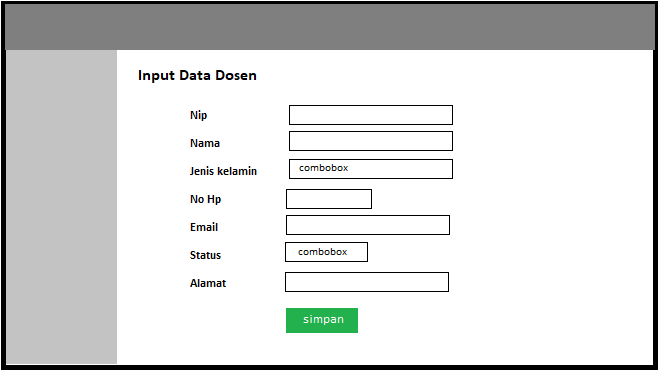 Input Data Dosen
Nip
Nama
Jenis kelamin combobox
No Hp
Email
Status combobox
Alamat
simpan